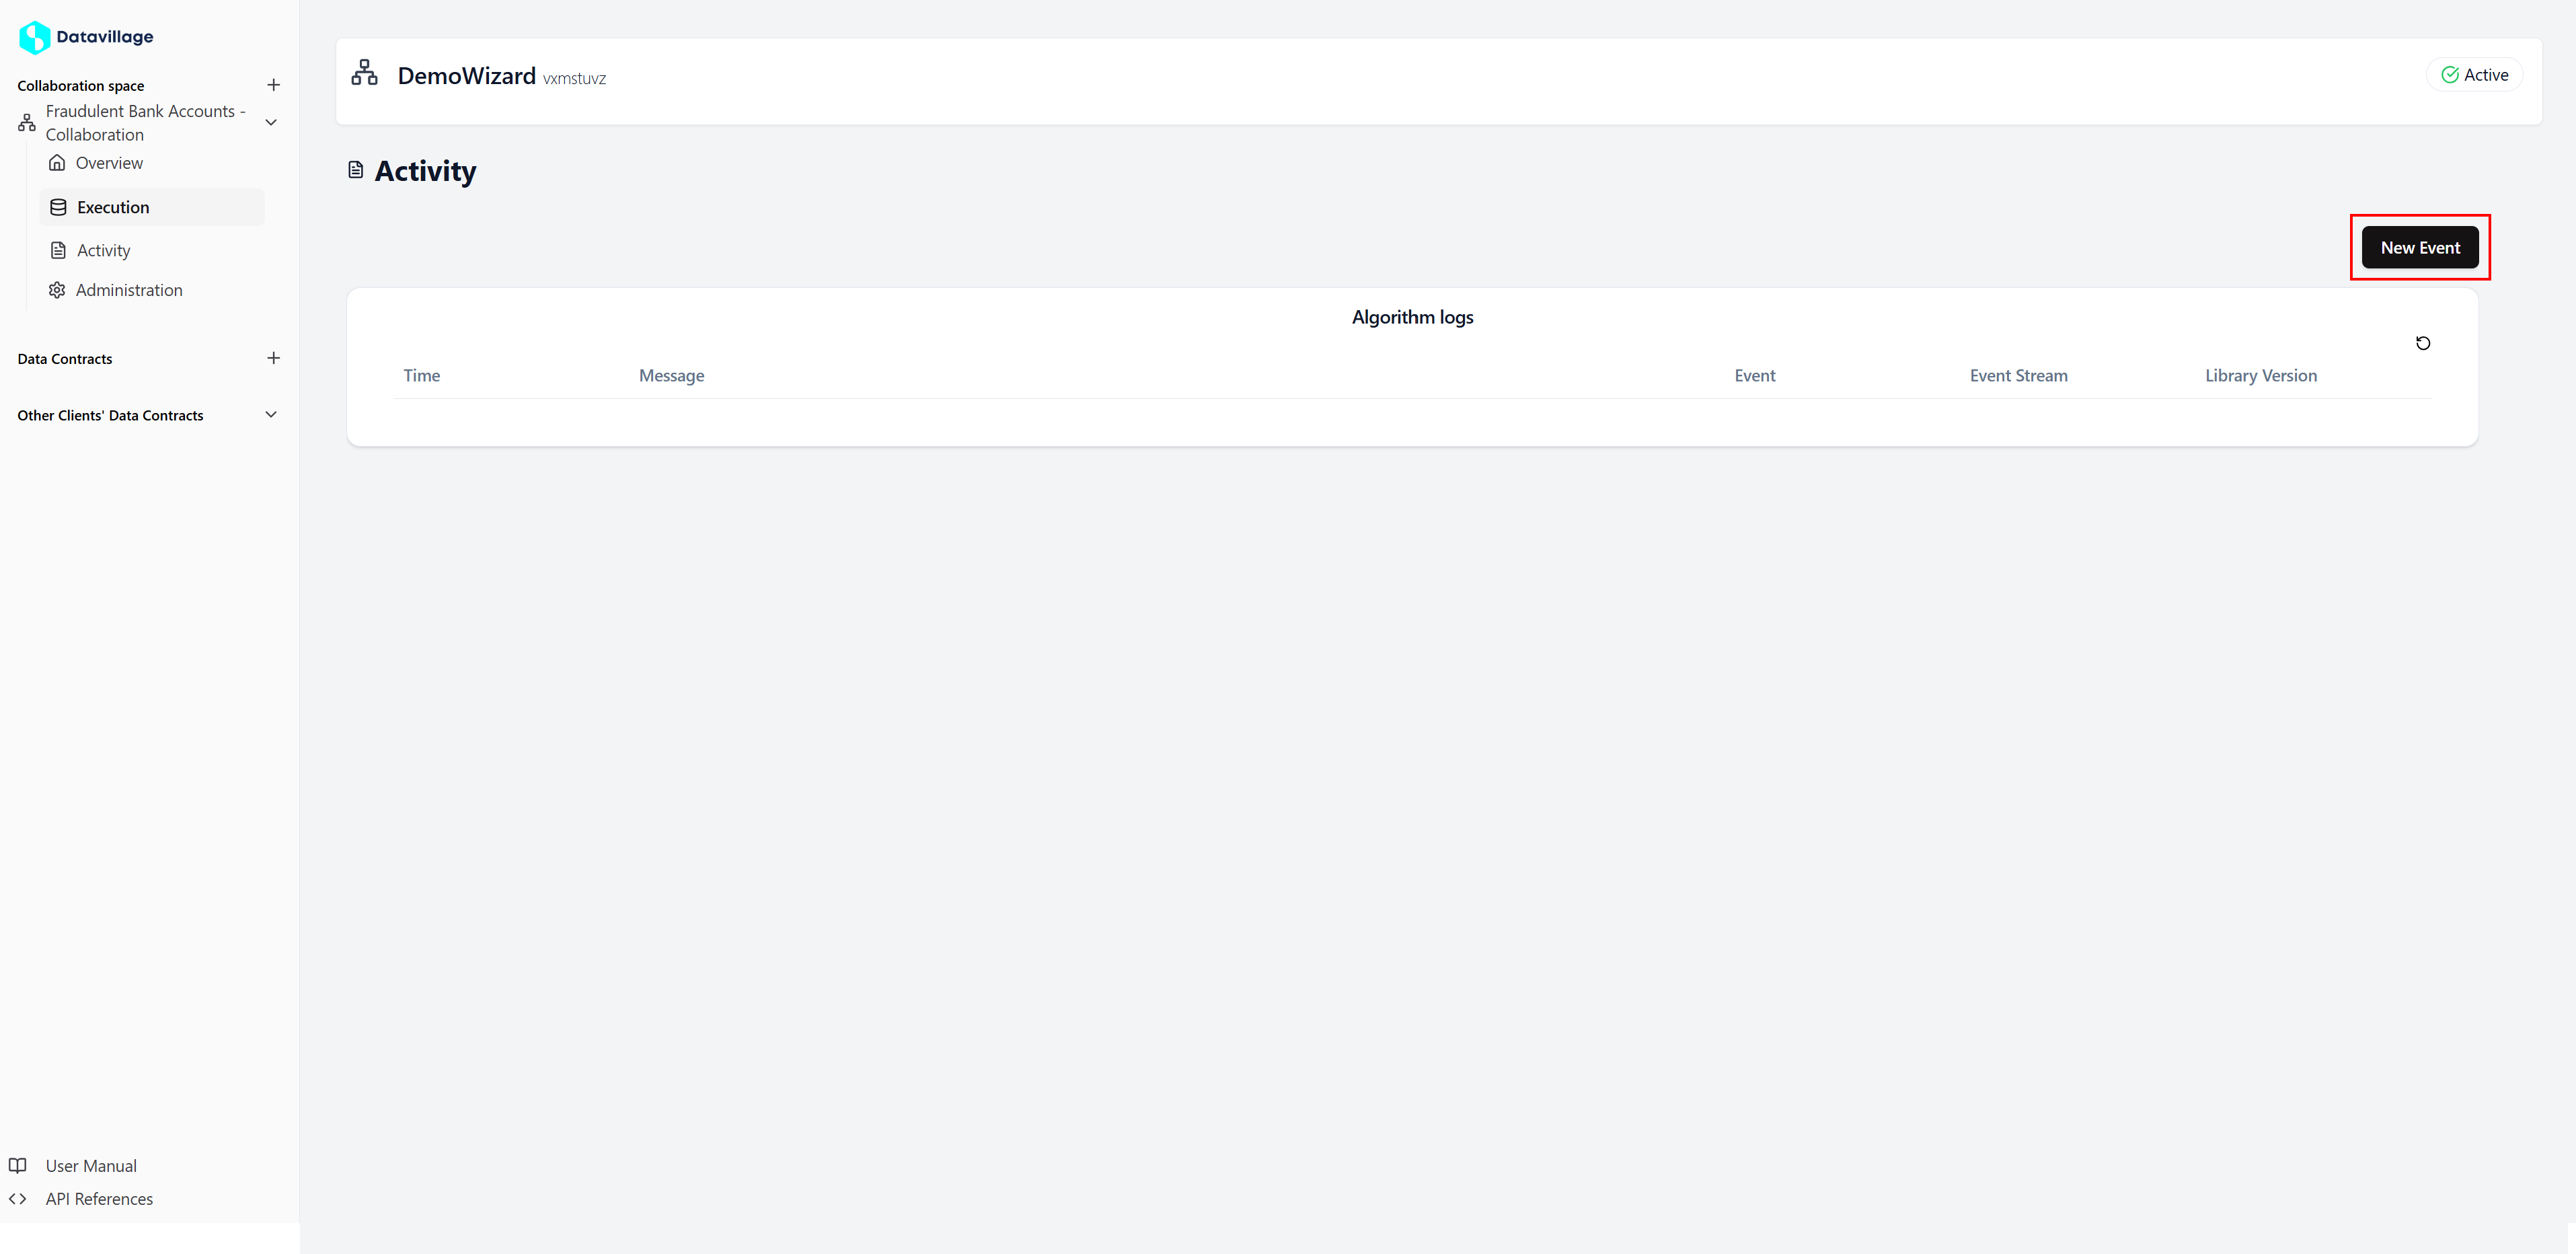 Datavillage
Collaboration space
Fraudulent Bank Accounts -
Collaboration
Overview
Execution
Activity
Administration
Data Contracts
Other Clients' Data Contracts
User Manual
API References
DemoWizard vxmstuvz
Active
Activity
New Event
Algorithm logs
Time Message Event Event Stream Library Version